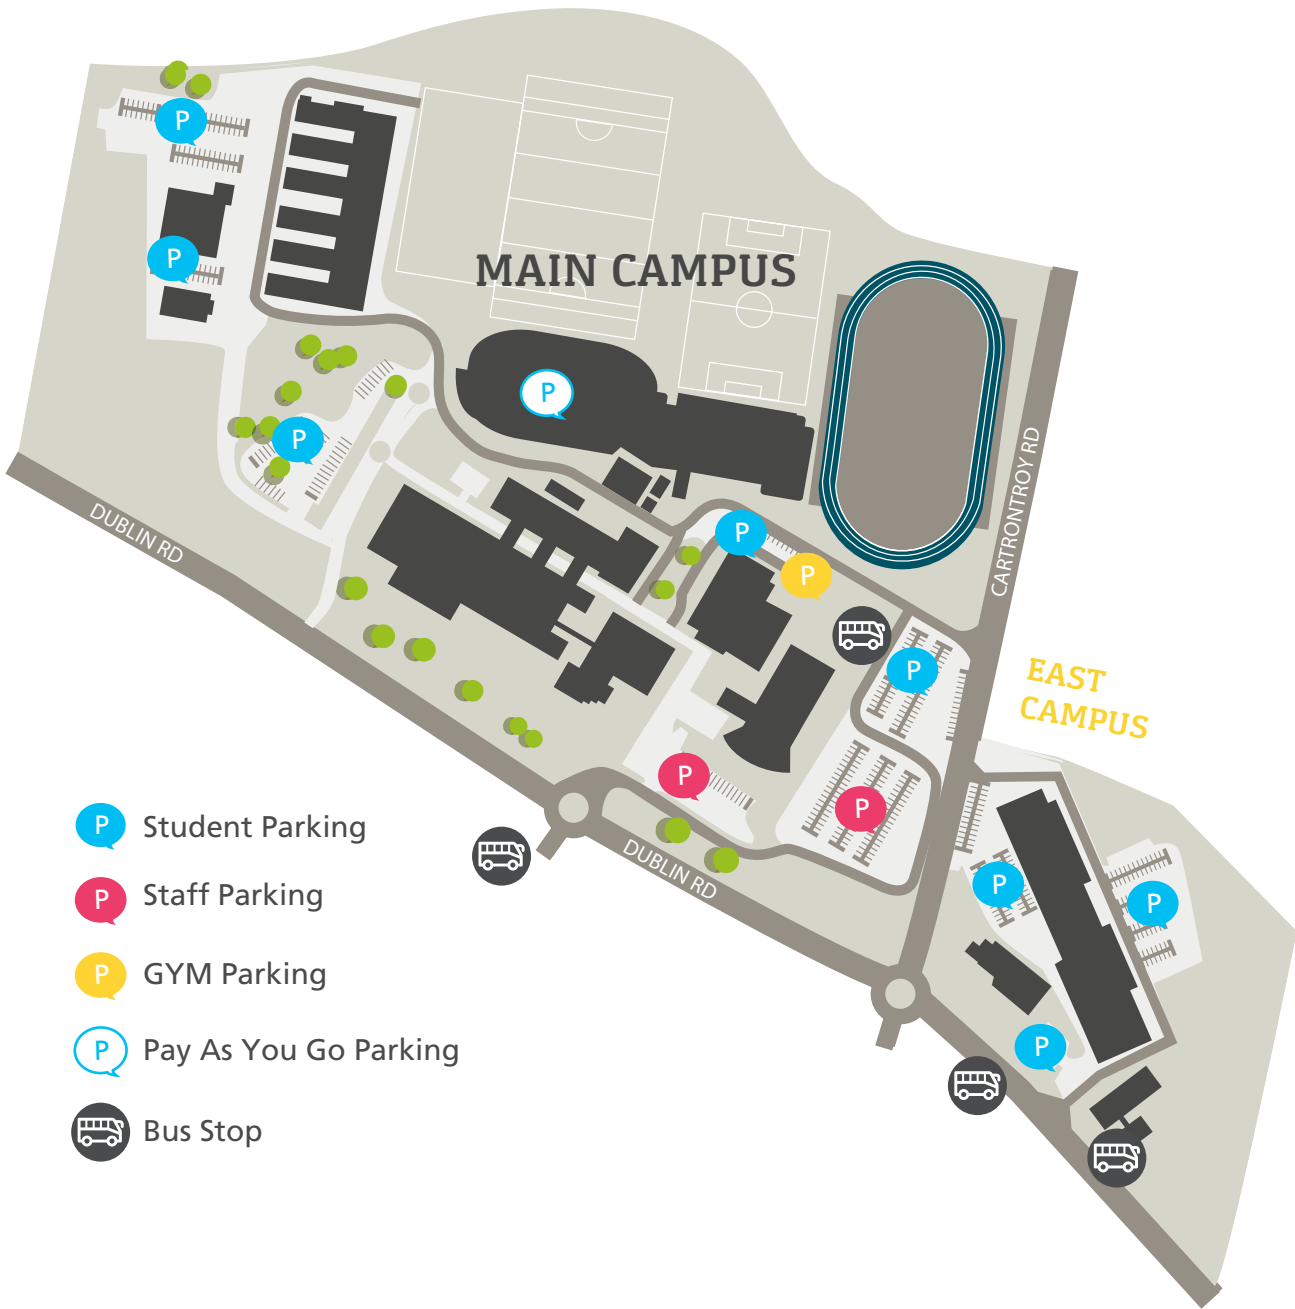 P
P
MAIN CAMPUS
P
P
CARTRONTROY RD
DUBLIN RD
P
P
P
EAST
CAMPUS
P
P
DUBLIN RD
P
P
P
P Student Parking
P Staff Parking
P GYM Parking
P Pay As You Go Parking
Bus Stop